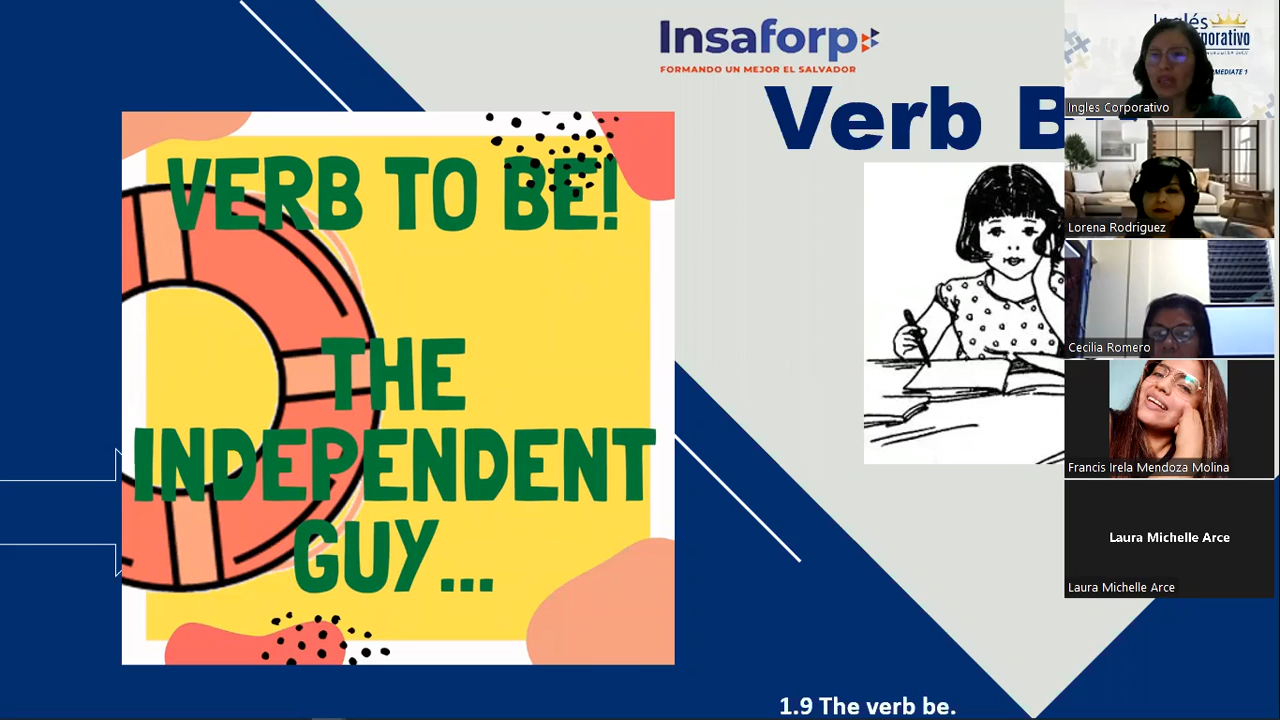 Insaforp
FORMANDO UN MEJOR EL SALVADOR
Verb
VERB TO BE!
THE
INDEPENDENT
GUY...
1.9 The verb be.
Inglés
Ingles Corporativo
Lorena Rodriguez
Cecilia Romero
Francis Irela Mendoza Molina
Laura Michelle Arce
Laura Michelle Arce